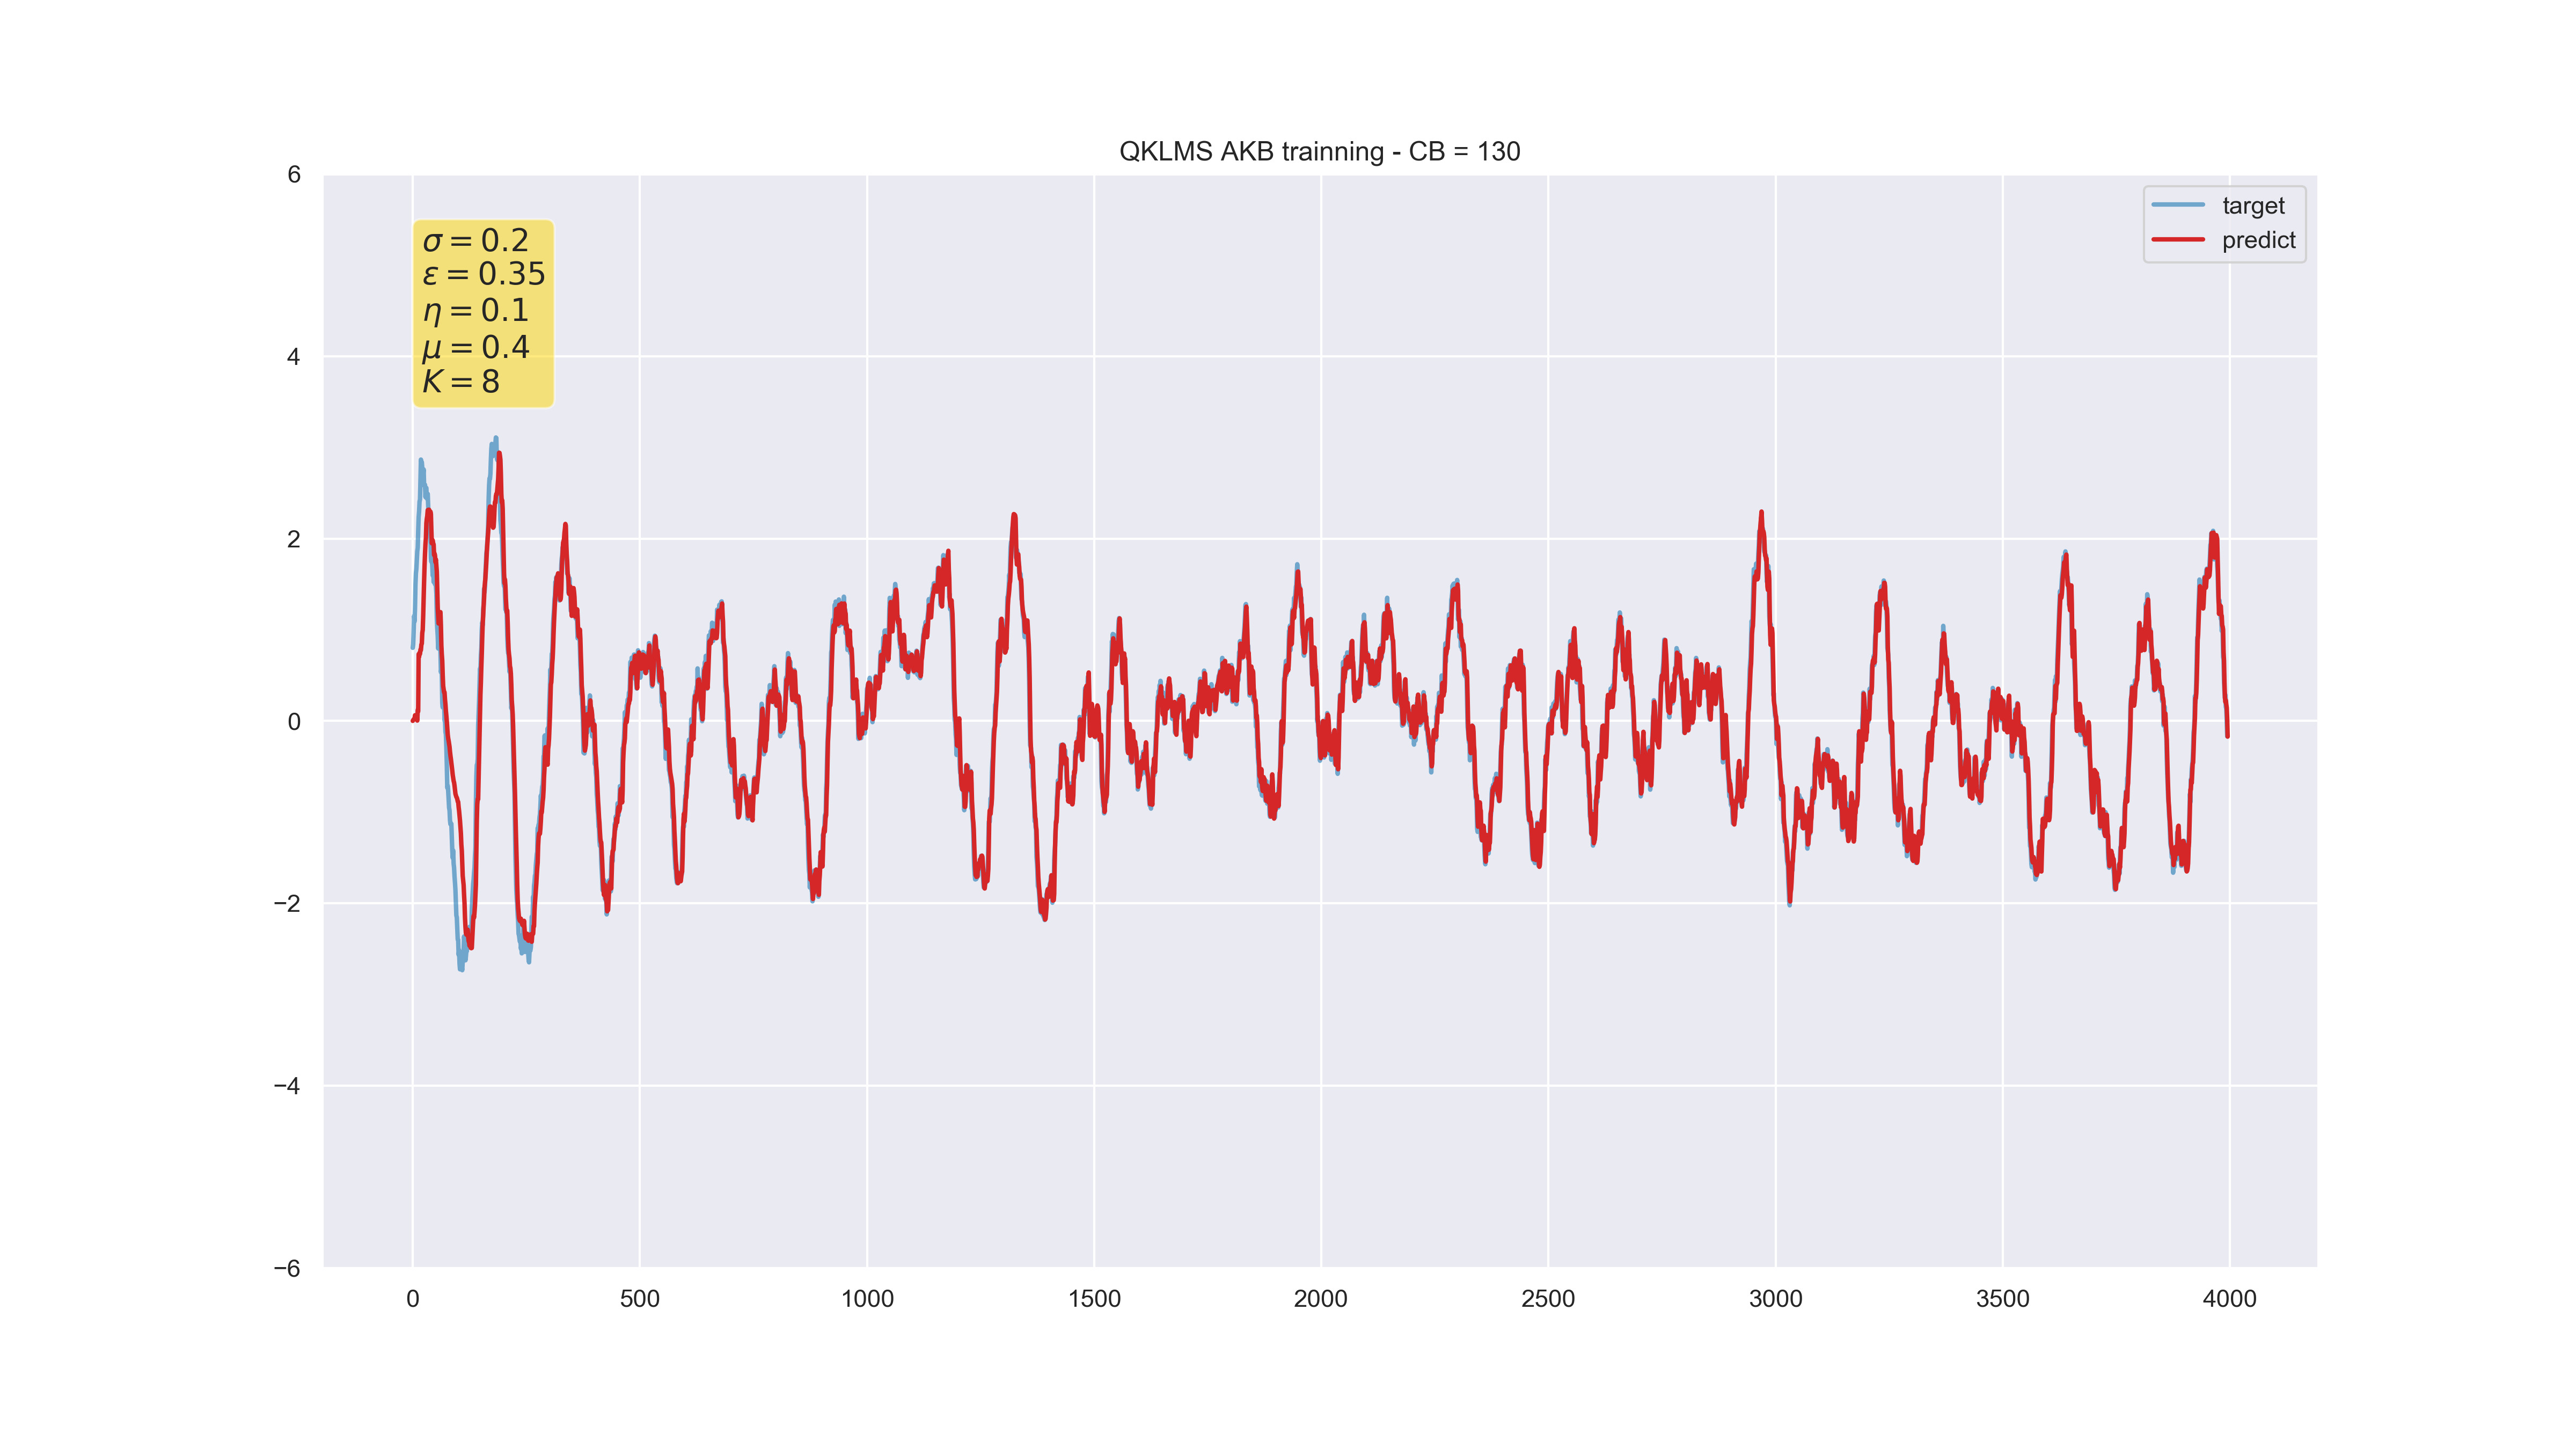 QKLMS AKB trainning - CB = 130
6
4
2
0
−2
−4
−6
σ = 0.2
ε = 0.35
η = 0.1
μ = 0.4
K = 8
target
predict
0 500 1000 1500 2000 2500 3000 3500 4000